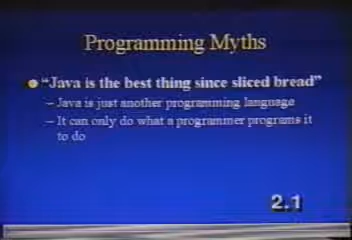 Programming Myths
“Java is the best thing since sliced bread”
– Java is just another programming language
– It can only do what a programmer programs it
to do
2.1